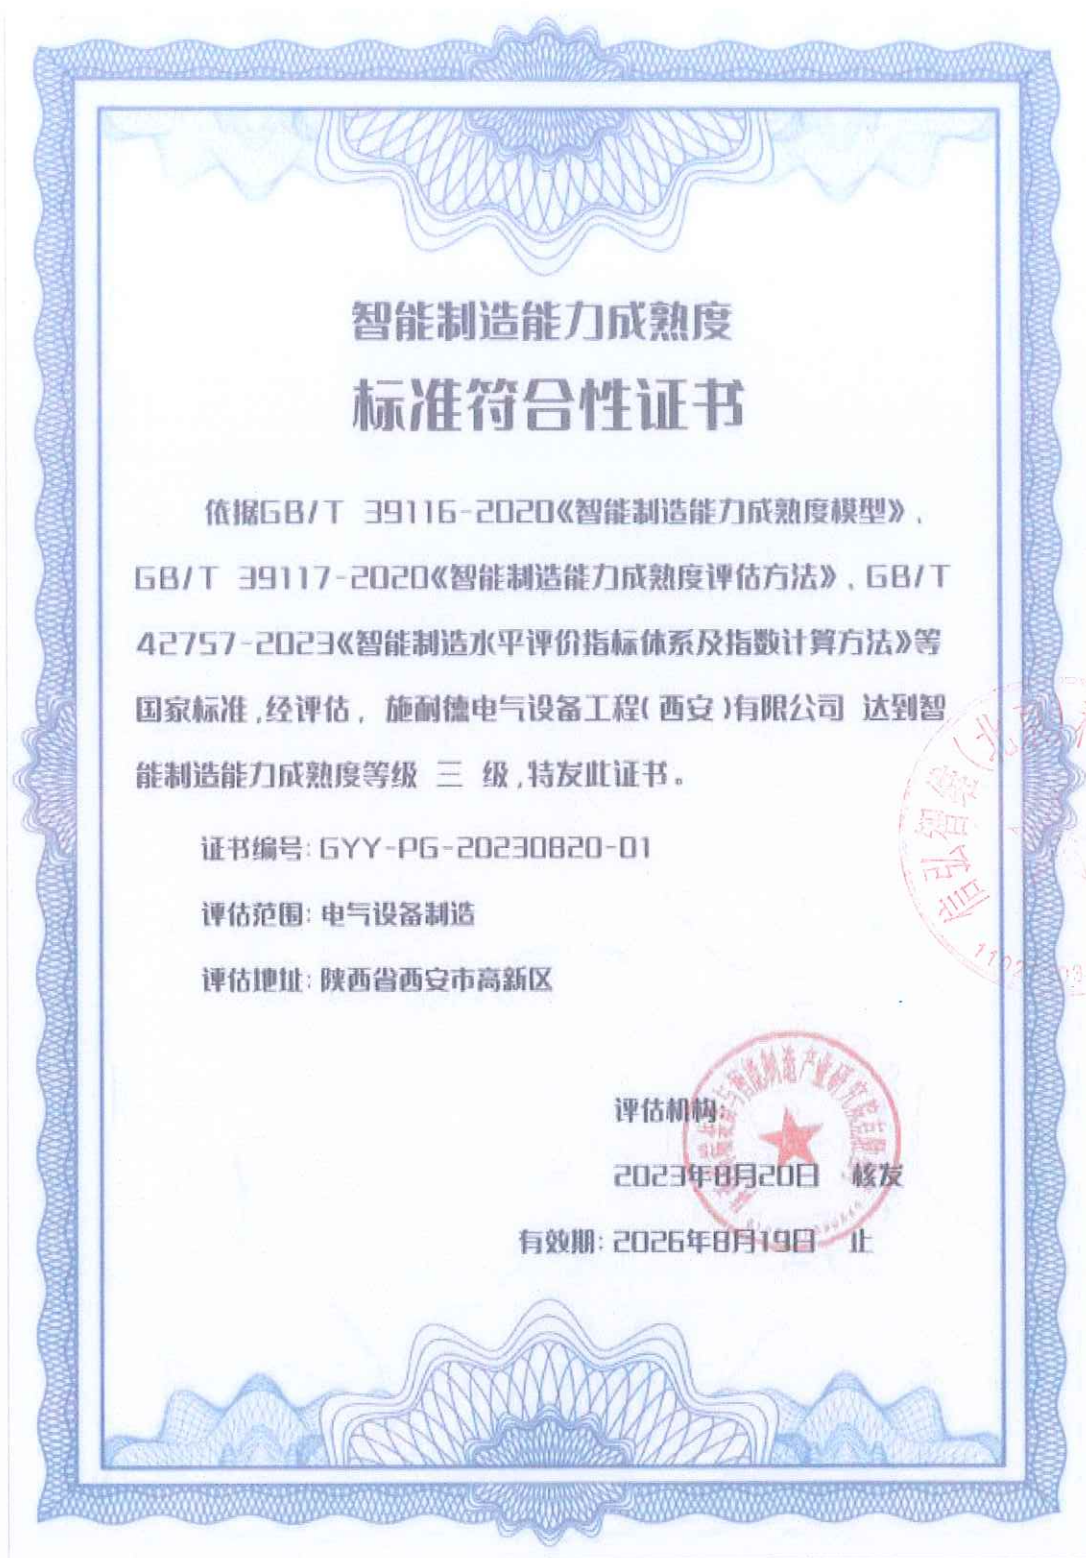 智能制造能力成熟度
标准符合性证书
依据GB/T 39116-2020《智能制造能力成熟度模型》、
GB/T 39117-2020《智能制造能力成熟度评估方法》、GB/T
42757-2023《智能制造水平评价指标体系及指数计算方法》等
国家标准,经评估, 施耐德电气设备工程(西安)有限公司 达到智
能制造能力成熟度等级 三 级,特发此证书。
证书编号: GYY-PG-20230820-01
评估范围: 电气设备制造
评估地址: 陕西省西安市高新区
智能制造产业研究院
评估机构:
2023年8月20日 核发
有效期: 2026年8月19日 止